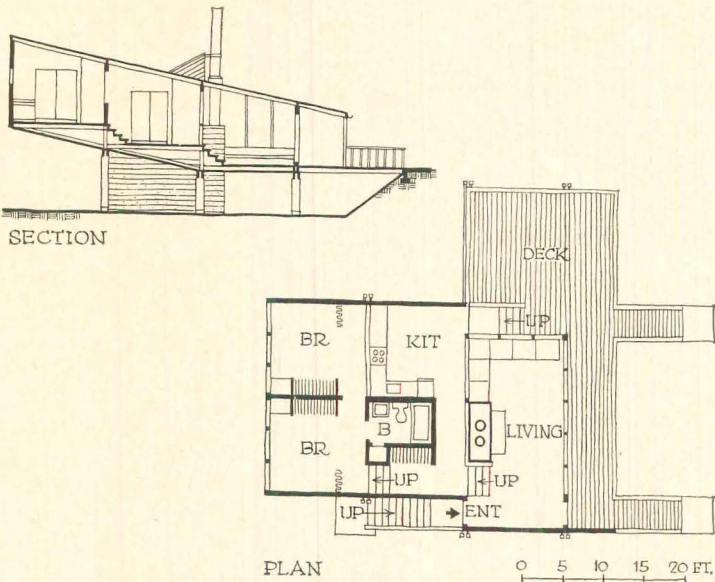 SECTION
DECK
UP
BR
KIT
B
LIVING
BR
UP
UP
UP
ENT
PLAN
0 5 10 15 20 FT.